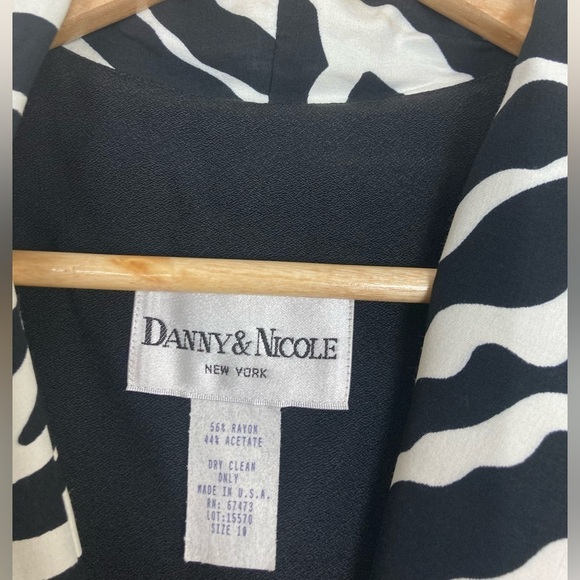 DANNY & NICOLE
NEW YORK
56% RAYON
44% ACETATE
DRY CLEAN
ONLY
MADE IN U.S.A.
RN: 67473
LOT:15570
SIZE 10